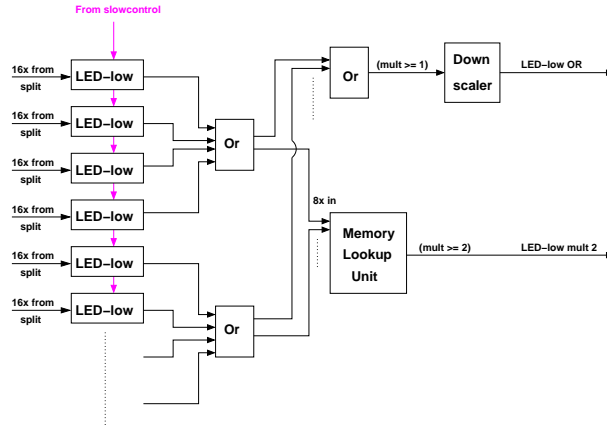 From slowcontrol
16x from
split
LED-low
16x from
split
LED-low
16x from
split
LED-low
16x from
split
LED-low
16x from
split
LED-low
16x from
split
LED-low
Or
Or
Or
(mult >= 1)
Down
scaler
LED-low OR
8x in
Memory
Lookup
Unit
(mult >= 2)
LED-low mult 2